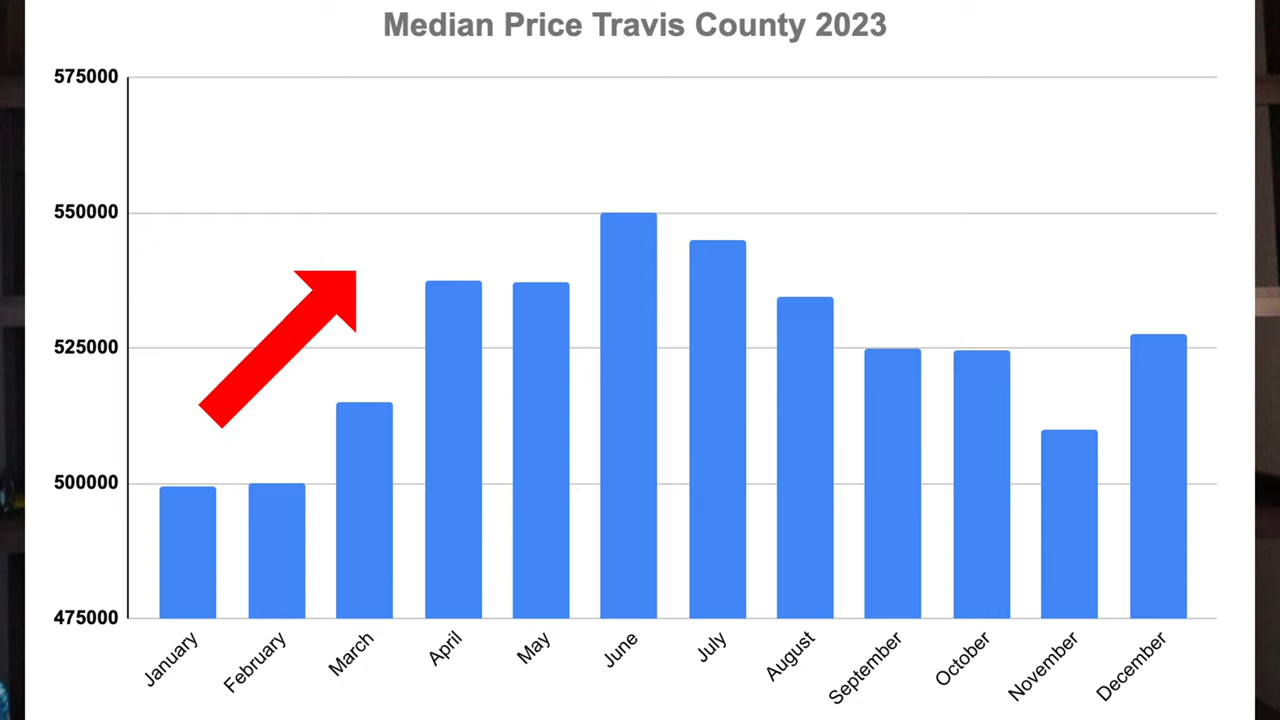 Median Price Travis County 2023
575000
550000
525000
500000
475000
January
February
March
April
May
June
July
August
September
October
November
December